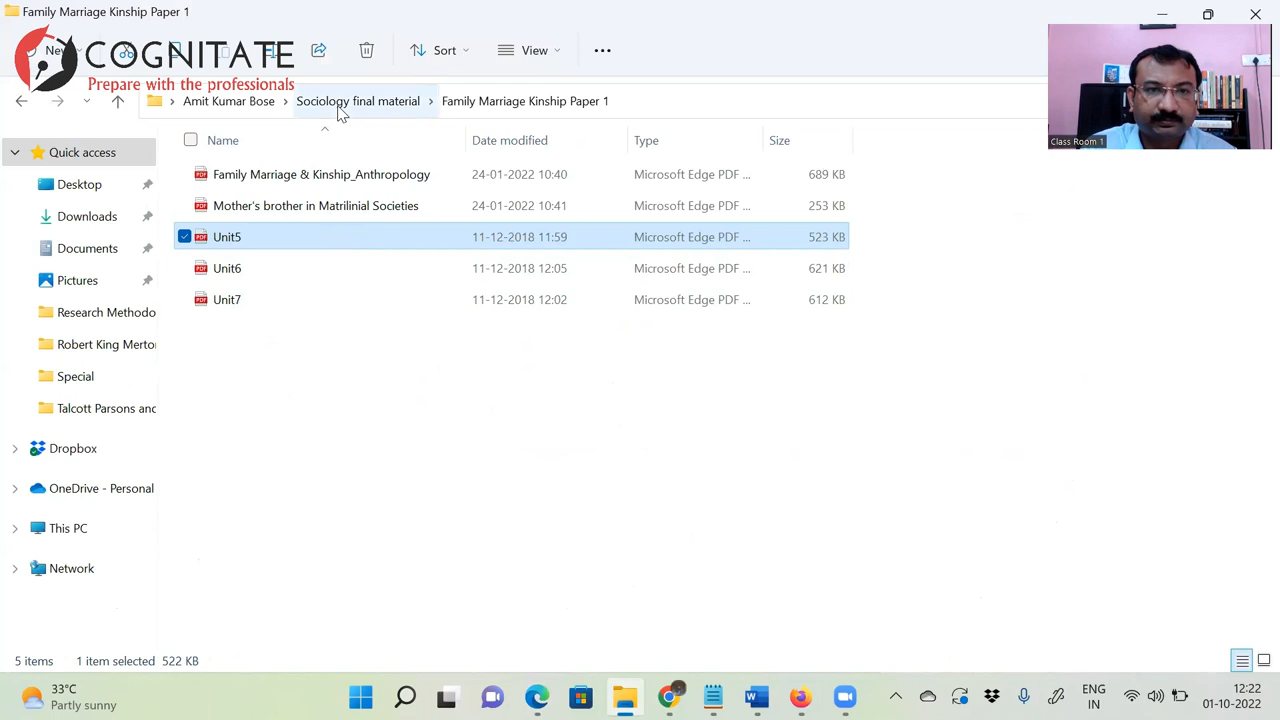 Family Marriage Kinship Paper 1
COGNITATE
Prepare with the professionals
Sort
View
Amit Kumar Bose
Sociology final material
Family Marriage Kinship Paper 1
Class Room 1
Name
Date modified
Type
Size
Quick access
Desktop
Downloads
Documents
Pictures
Research Methodo
Robert King Merto
Special
Talcott Parsons and
Dropbox
OneDrive - Personal
This PC
Network
Family Marriage & Kinship_Anthropology 24-01-2022 10:40 Microsoft Edge PDF ... 689 KB
Mother's brother in Matrilinial Societies 24-01-2022 10:41 Microsoft Edge PDF ... 253 KB
Unit5 11-12-2018 11:59 Microsoft Edge PDF ... 523 KB
Unit6 11-12-2018 12:05 Microsoft Edge PDF ... 621 KB
Unit7 11-12-2018 12:02 Microsoft Edge PDF ... 612 KB
5 items 1 item selected 522 KB
33°C
Partly sunny
ENG
IN
12:22
01-10-2022